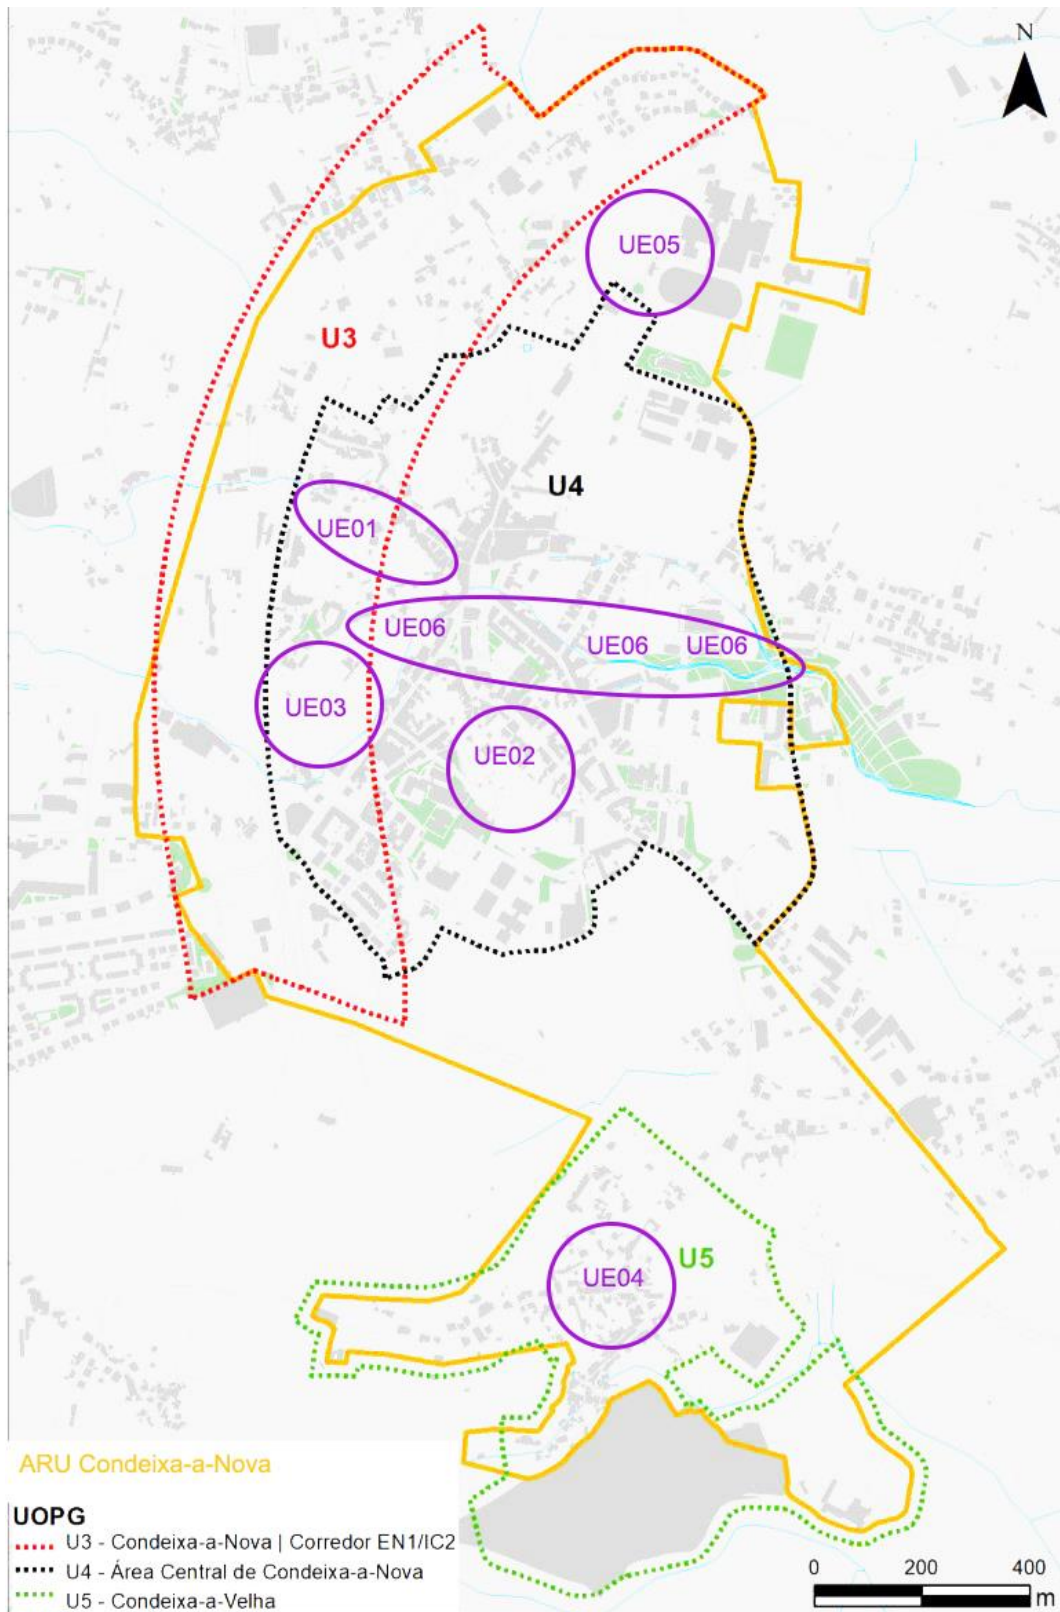 N
UE05
U3
U4
UE01
UE06
UE06 UE06
UE03
UE02
U5
UE04
ARU Condeixa-a-Nova
UOPG
U3 - Condeixa-a-Nova | Corredor EN1/IC2
U4 - Área Central de Condeixa-a-Nova
U5 - Condeixa-a-Velha
0 200 400
m